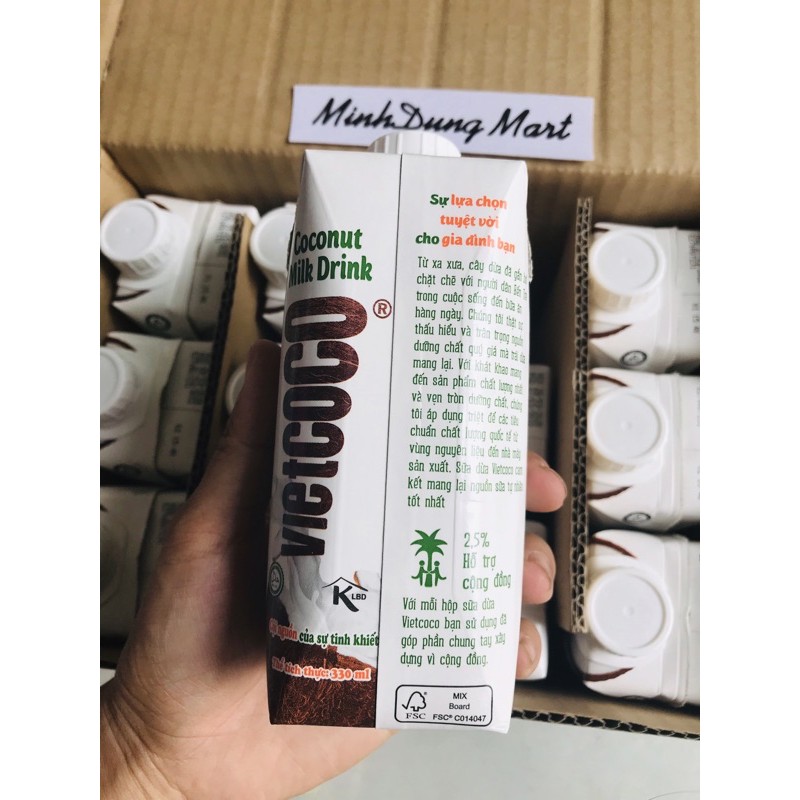 MinhDung Mart
Coconut
Milk Drink
VIETCOCO®
K LBD
nguồn của sự tinh khiết
Thể tích thực: 330 ml
Sự lựa chọn
tuyệt vời
cho gia đình bạn
Từ xa xưa, cây dừa đã gắn bó
chặt chẽ với người dân Bến Tre
trong cuộc sống đến bữa ăn
hàng ngày. Chúng tôi thật sự
thấu hiểu và trân trọng nguồn
dưỡng chất quý giá mà trái dừa
mang lại. Với khát khao mang
đến sản phẩm chất lượng nhất
và vẹn tròn dưỡng chất, chúng
tôi áp dụng triệt để các tiêu
chuẩn chất lượng quốc tế từ
vùng nguyên liệu đến nhà máy
sản xuất. Sữa dừa Vietcoco cam
kết mang lại nguồn sữa tự nhiên
tốt nhất
2.5%
Hỗ trợ
cộng đồng
Với mỗi hộp sữa dừa
Vietcoco bạn sử dụng đã
góp phần chung tay xây
dựng vì cộng đồng.
FSC
MIX
Board
FSC® C014047